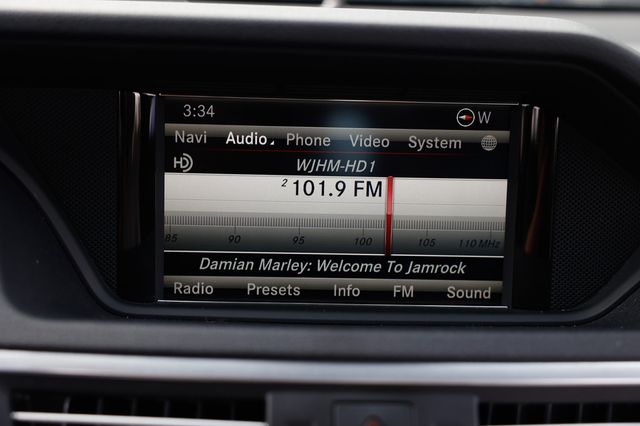 3:34 W
Navi Audio Phone Video System
HD WJHM-HD1
2 101.9 FM
85 90 95 100 105 110 MHz
Damian Marley: Welcome To Jamrock
Radio Presets Info FM Sound